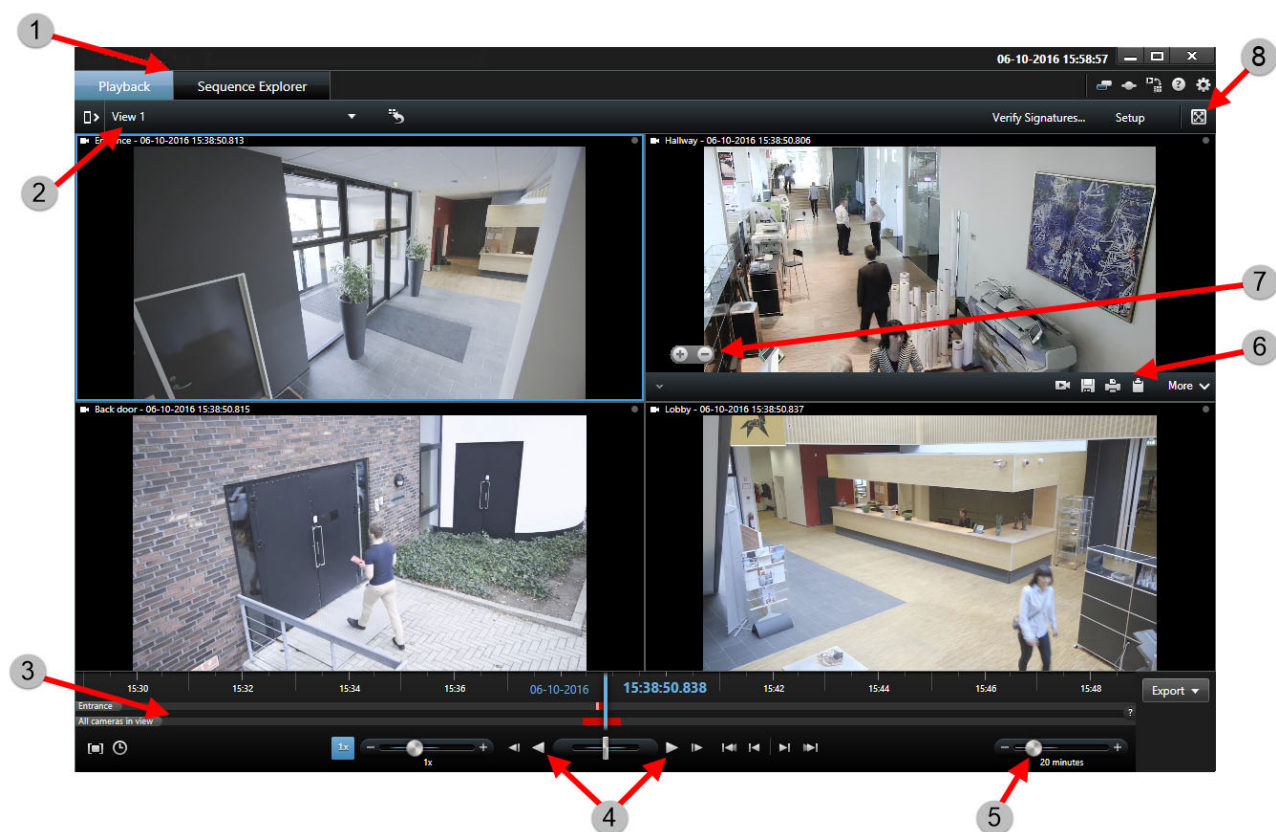 1
06-10-2016 15:58:57
8
Playback Sequence Explorer
View 1 Verify Signatures... Setup
2
Entrance - 06-10-2016 15:38:50.813 Hallway - 06-10-2016 15:38:50.806
7
6
More
Back door - 06-10-2016 15:38:50.815 Lobby - 06-10-2016 15:38:50.837
3
15:30 15:32 15:34 15:36 06-10-2016 15:38:50.838 15:42 15:44 15:46 15:48 Export
Entrance
?
All cameras in view
1x
1x 20 minutes
4 5